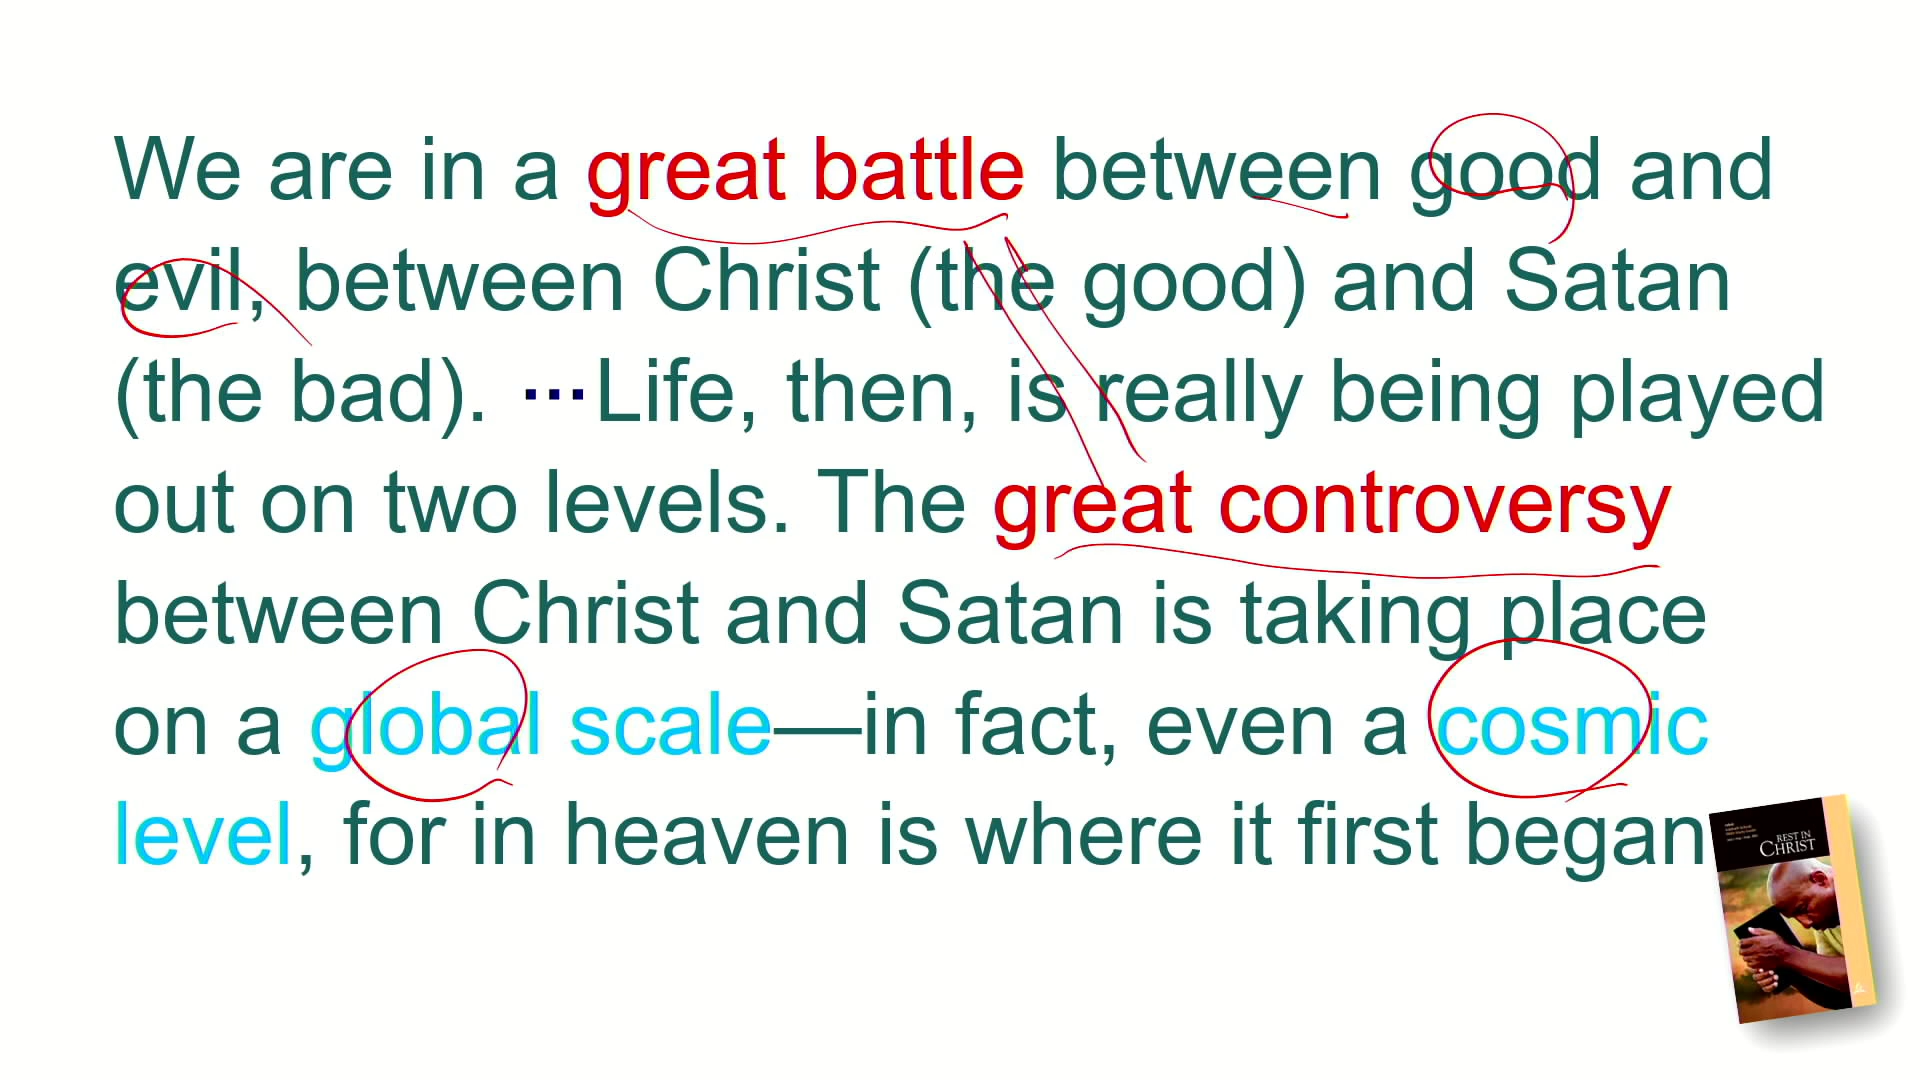 We are in a great battle between good and
evil, between Christ (the good) and Satan
(the bad). ...Life, then, is really being played
out on two levels. The great controversy
between Christ and Satan is taking place
on a global scale—in fact, even a cosmic
level, for in heaven is where it first began
REST IN
CHRIST